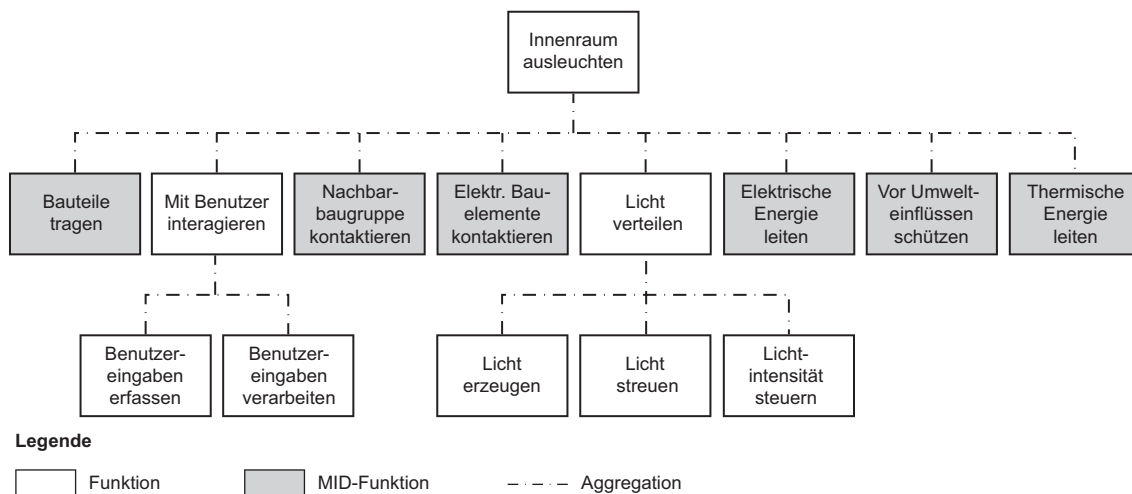 Innenraum
ausleuchten
Bauteile
tragen
Mit Benutzer
interagieren
Nachbar-
baugruppe
kontaktieren
Elektr. Bau-
elemente
kontaktieren
Licht
verteilen
Elektrische
Energie
leiten
Vor Umwelt-
einflüssen
schützen
Thermische
Energie
leiten
Benutzer-
eingaben
erfassen
Benutzer-
eingaben
verarbeiten
Licht
erzeugen
Licht
streuen
Licht-
intensität
steuern
Legende
Funktion
MID-Funktion
Aggregation